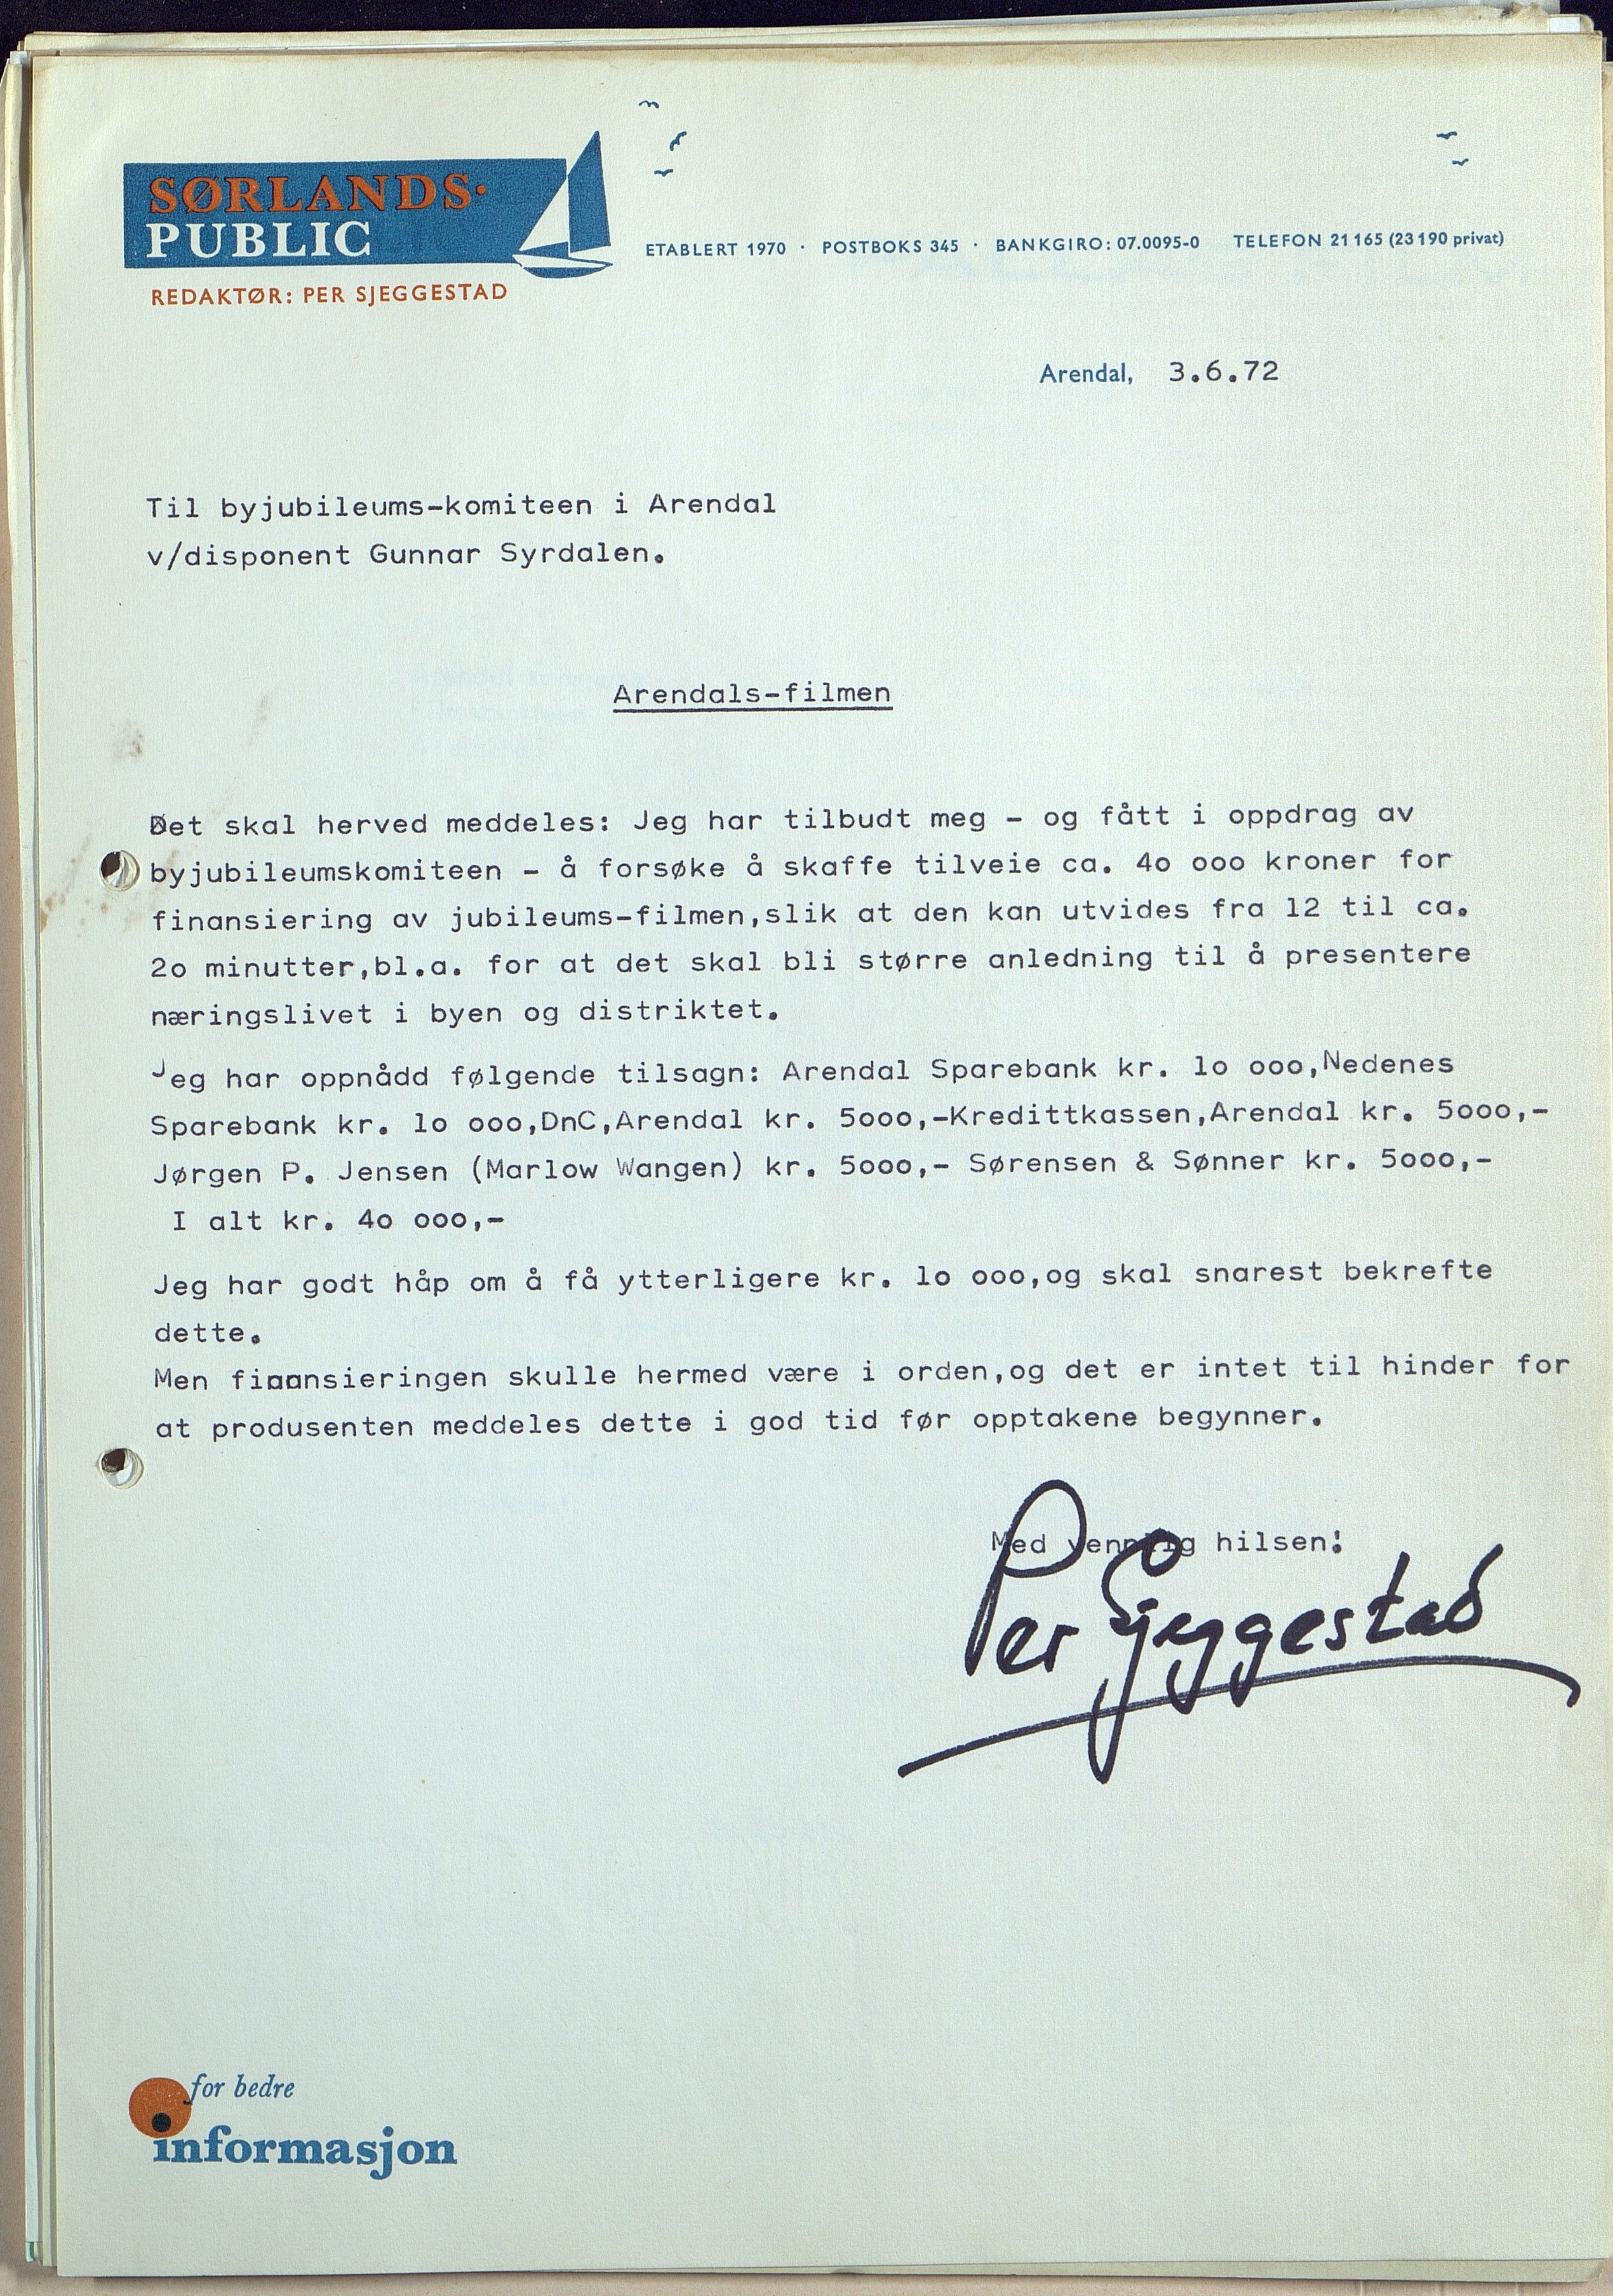 SØRLANDS·
PUBLIC
REDAKTØR: PER SJEGGESTAD
ETABLERT 1970 · POSTBOKS 345 · BANKGIRO: 07.0095-0 TELEFON 21165 (23190 privat)
Arendal, 3.6.72
Til byjubileums-komiteen i Arendal
v/disponent Gunnar Syrdalen.
Arendals-filmen
Det skal herved meddeles: Jeg har tilbudt meg - og fått i oppdrag av
byjubileumskomiteen - å forsøke å skaffe tilveie ca. 4o ooo kroner for
finansiering av jubileums-filmen,slik at den kan utvides fra 12 til ca.
2o minutter,bl.a. for at det skal bli større anledning til å presentere
næringslivet i byen og distriktet.
Jeg har oppnådd følgende tilsagn: Arendal Sparebank kr. lo ooo,Nedenes
Sparebank kr. lo ooo,DnC,Arendal kr. 5ooo,-Kredittkassen,Arendal kr. 5ooo,-
Jørgen P. Jensen (Marlow Wangen) kr. 5ooo,- Sørensen & Sønner kr. 5ooo,-
I alt kr. 4o ooo,-
Jeg har godt håp om å få ytterligere kr. lo ooo,og skal snarest bekrefte
dette.
Men finansieringen skulle hermed være i orden,og det er intet til hinder for
at produsenten meddeles dette i god tid før opptakene begynner.
Med vennlig hilsen:
Per Sjeggestad
for bedre
informasjon